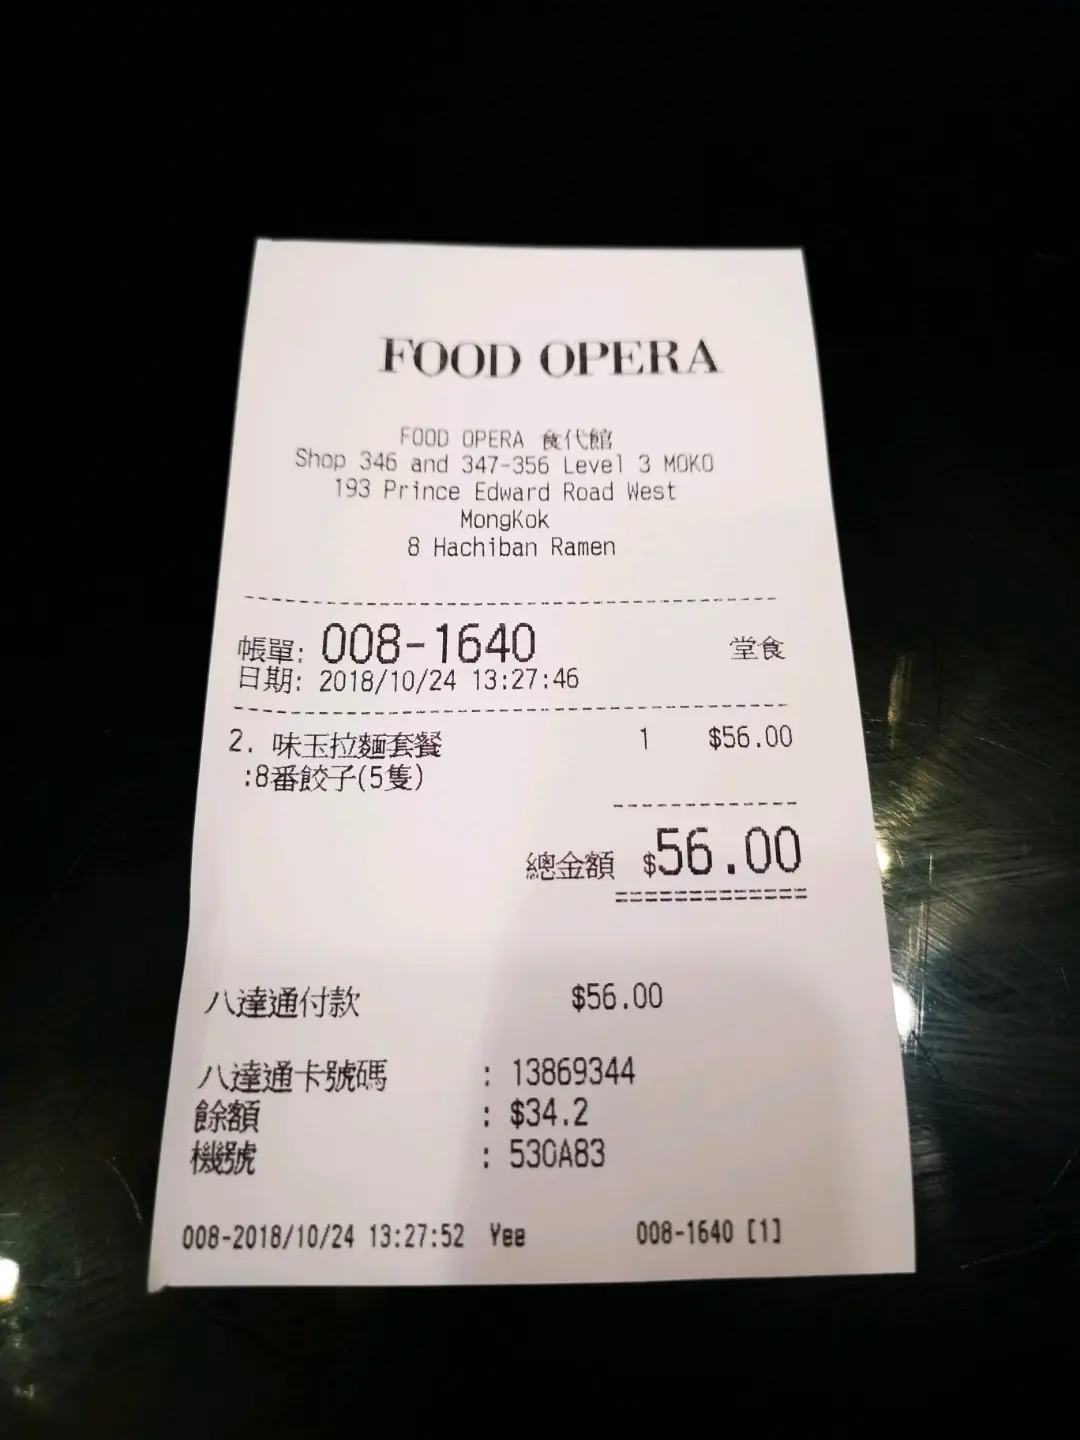 FOOD OPERA
FOOD OPERA 食代館
Shop 346 and 347-356 Level 3 MOKO
193 Prince Edward Road West
MongKok
8 Hachiban Ramen
帳單: 008-1640 堂食
日期: 2018/10/24 13:27:46
2. 味玉拉麵套餐 1 $56.00
:8番餃子(5隻)
總金額 $56.00
八達通付款 $56.00
八達通卡號碼 : 13869344
餘額 : $34.2
機號 : 530A83
008-2018/10/24 13:27:52 Yee 008-1640 [1]